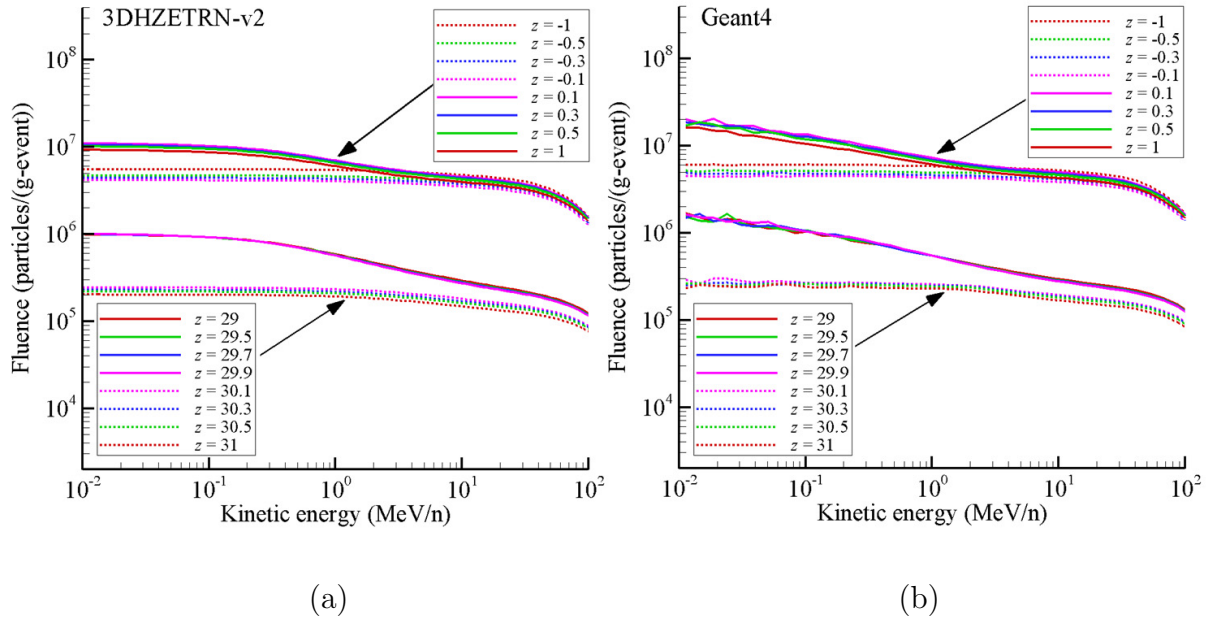 3DHZETRN-v2
Fluence (particles/(g-event))
10^8
10^7
10^6
10^5
10^4
z = -1
z = -0.5
z = -0.3
z = -0.1
z = 0.1
z = 0.3
z = 0.5
z = 1
z = 29
z = 29.5
z = 29.7
z = 29.9
z = 30.1
z = 30.3
z = 30.5
z = 31
10^-2 10^-1 10^0 10^1 10^2
Kinetic energy (MeV/n)
(a)
Geant4
Fluence (particles/(g-event))
10^8
10^7
10^6
10^5
10^4
z = -1
z = -0.5
z = -0.3
z = -0.1
z = 0.1
z = 0.3
z = 0.5
z = 1
z = 29
z = 29.5
z = 29.7
z = 29.9
z = 30.1
z = 30.3
z = 30.5
z = 31
10^-2 10^-1 10^0 10^1 10^2
Kinetic energy (MeV/n)
(b)